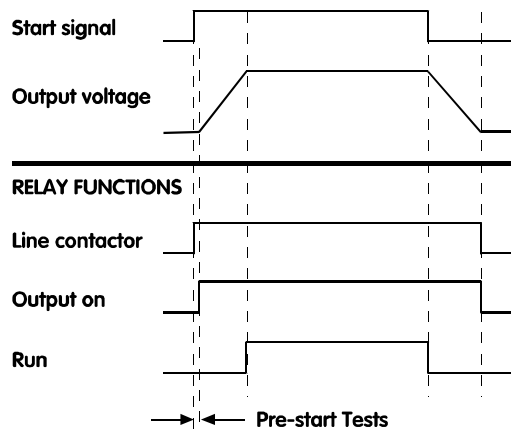 Start signal
Output voltage
RELAY FUNCTIONS
Line contactor
Output on
Run
Pre-start Tests